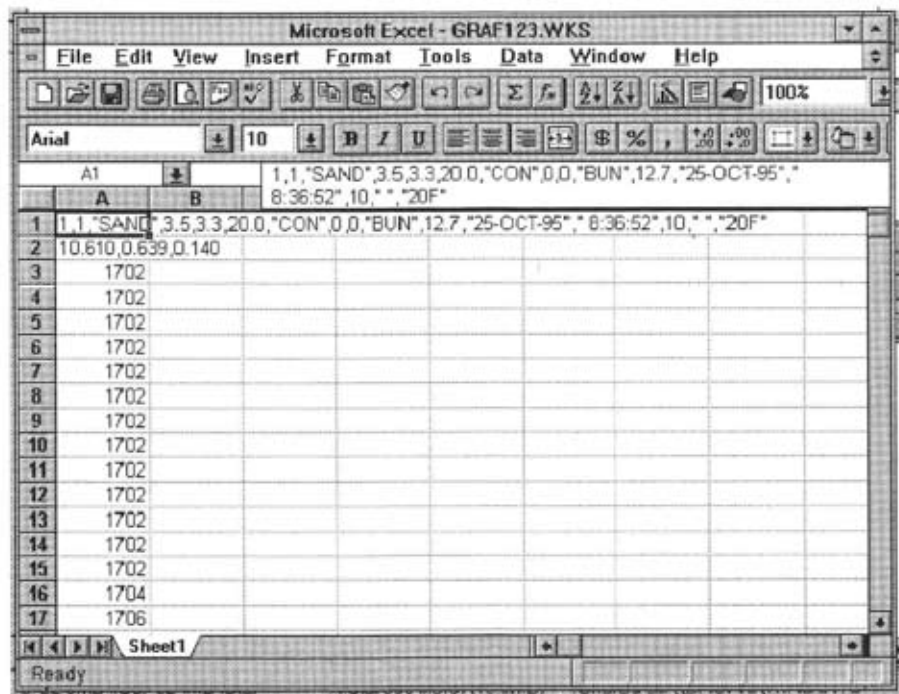 Microsoft Excel - GRAF123.WKS
File Edit View Insert Format Tools Data Window Help
100%
Arial 10 B I U $ % ,
A1 1,1,"SAND",3.5,3.3,20.0,"CON",0,0,"BUN",12.7,"25-OCT-95","
8:36:52",10," ","20F"
A B
1 1,1,"SAND",3.5,3.3,20.0,"CON",0,0,"BUN",12.7,"25-OCT-95"," 8:36:52",10," ","20F"
2 10.610,0.639,0.140
3 1702
4 1702
5 1702
6 1702
7 1702
8 1702
9 1702
10 1702
11 1702
12 1702
13 1702
14 1702
15 1702
16 1704
17 1706
Sheet1
Ready